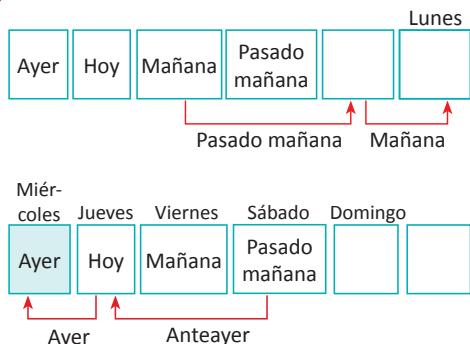 Lunes
Ayer Hoy Mañana Pasado
mañana
Pasado mañana Mañana
Miér-
coles Jueves Viernes Sábado Domingo
Ayer Hoy Mañana Pasado
mañana
Ayer Anteayer